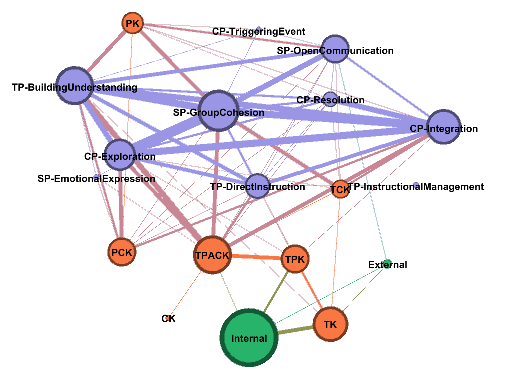 PK
CP-TriggeringEvent
SP-OpenCommunication
TP-BuildingUnderstanding
CP-Resolution
SP-GroupCohesion
CP-Integration
CP-Exploration
SP-EmotionalExpression
TP-DirectInstruction
TCK
TP-InstructionalManagement
PCK
TPACK
TPK
External
CK
TK
Internal